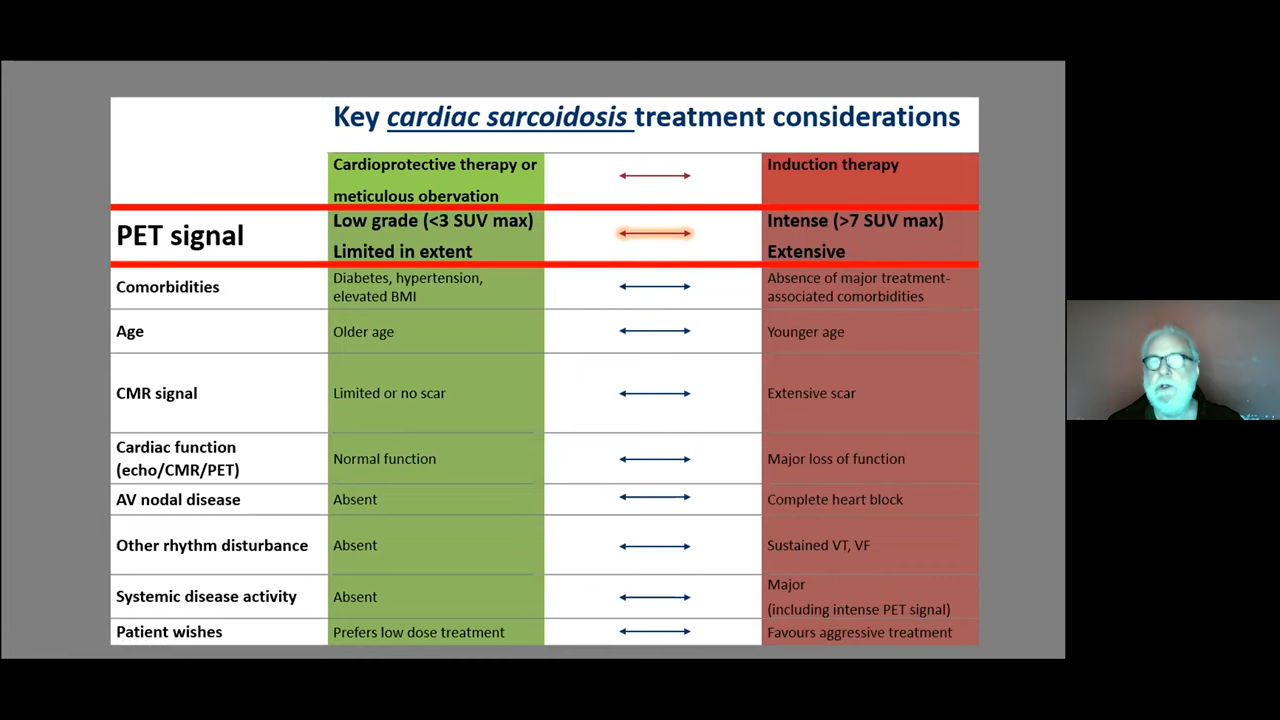 Key cardiac sarcoidosis treatment considerations
Cardioprotective therapy or
meticulous obervation
Induction therapy
PET signal
Low grade (<3 SUV max)
Limited in extent
Intense (>7 SUV max)
Extensive
Comorbidities
Diabetes, hypertension,
elevated BMI
Absence of major treatment-
associated comorbidities
Age
Older age
Younger age
CMR signal
Limited or no scar
Extensive scar
Cardiac function
(echo/CMR/PET)
Normal function
Major loss of function
AV nodal disease
Absent
Complete heart block
Other rhythm disturbance
Absent
Sustained VT, VF
Systemic disease activity
Absent
Major
(including intense PET signal)
Patient wishes
Prefers low dose treatment
Favours aggressive treatment